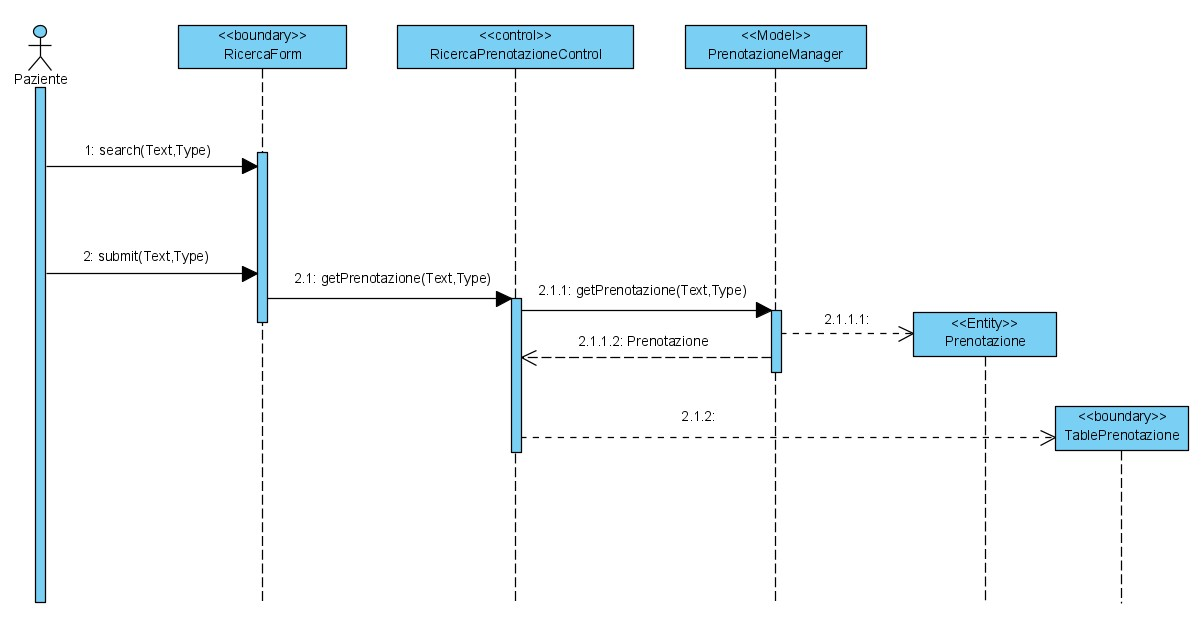 <<boundary>>
RicercaForm
<<control>>
RicercaPrenotazioneControl
<<Model>>
PrenotazioneManager
Paziente
1: search(Text,Type)
2: submit(Text,Type)
2.1: getPrenotazione(Text,Type)
2.1.1: getPrenotazione(Text,Type)
2.1.1.1:
<<Entity>>
Prenotazione
2.1.1.2: Prenotazione
2.1.2:
<<boundary>>
TablePrenotazione